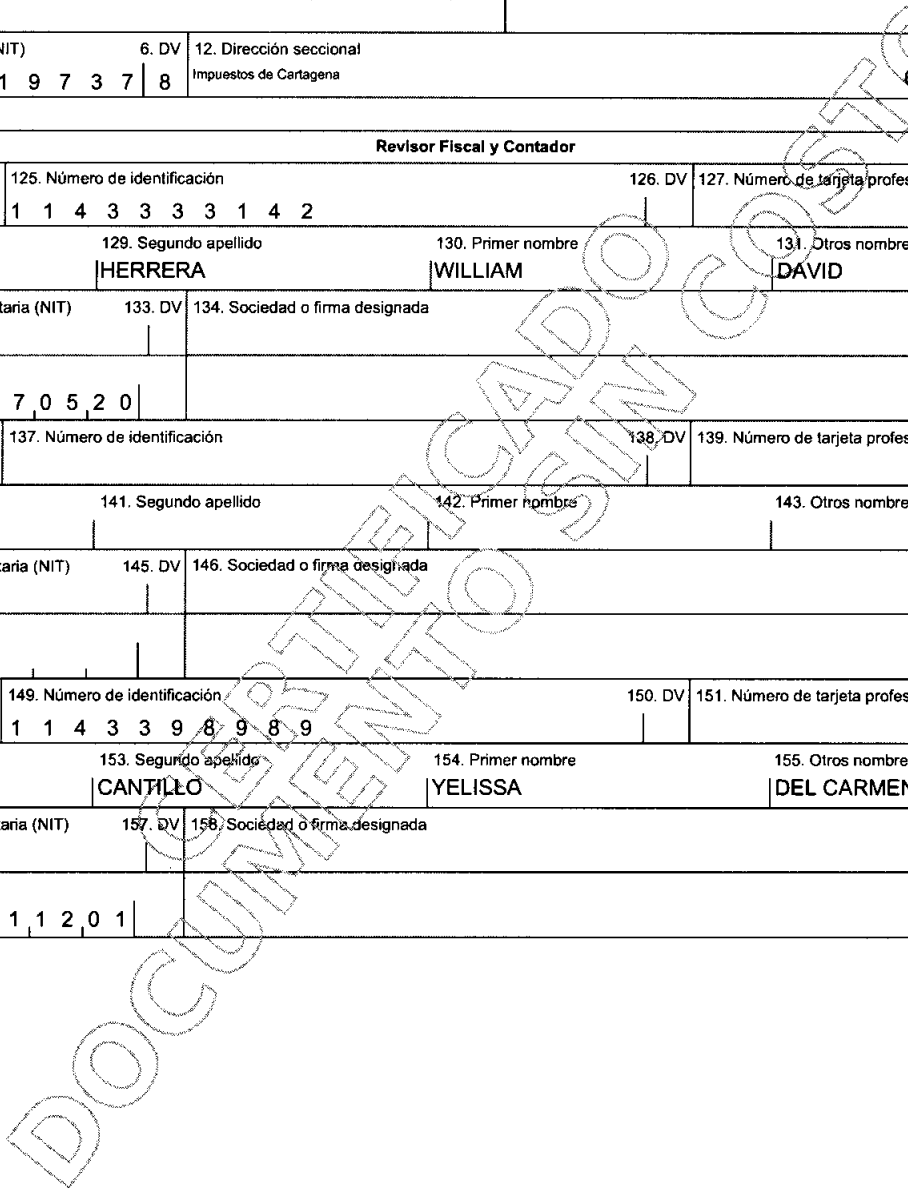 NIT) 6. DV 12. Dirección seccional
1 9 7 3 7 8 Impuestos de Cartagena
Revisor Fiscal y Contador
125. Número de identificación 126. DV 127. Número de tarjeta profes
1 1 4 3 3 3 3 1 4 2
129. Segundo apellido 130. Primer nombre 131. Otros nombre
HERRERA WILLIAM DAVID
taria (NIT) 133. DV 134. Sociedad o firma designada
7 0 5 2 0
137. Número de identificación 138. DV 139. Número de tarjeta profes
141. Segundo apellido 142. Primer nombre 143. Otros nombre
taria (NIT) 145. DV 146. Sociedad o firma designada
149. Número de identificación 150. DV 151. Número de tarjeta profes
1 1 4 3 3 9 8 9 8 9
153. Segundo apellido 154. Primer nombre 155. Otros nombre
CANTILLO YELISSA DEL CARMEN
taria (NIT) 157. DV 158. Sociedad o firma designada
1 1 2 0 1
CERTIFICADO
DOCUMENTO SIN COSTO